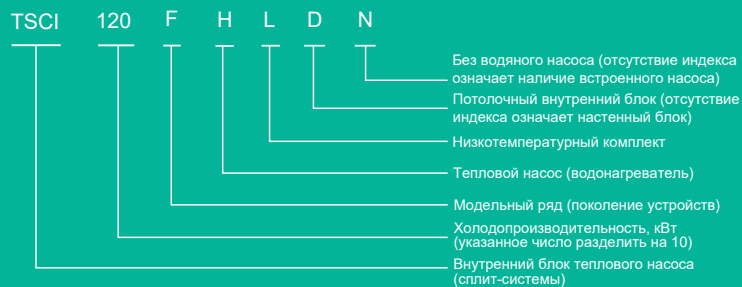 TSCI 120 F H L D N
Без водяного насоса (отсутствие индекса
означает наличие встроенного насоса)
Потолочный внутренний блок (отсутствие
индекса означает настенный блок)
Низкотемпературный комплект
Тепловой насос (водонагреватель)
Модельный ряд (поколение устройств)
Холодопроизводительность, кВт
(указанное число разделить на 10)
Внутренний блок теплового насоса
(сплит-системы)